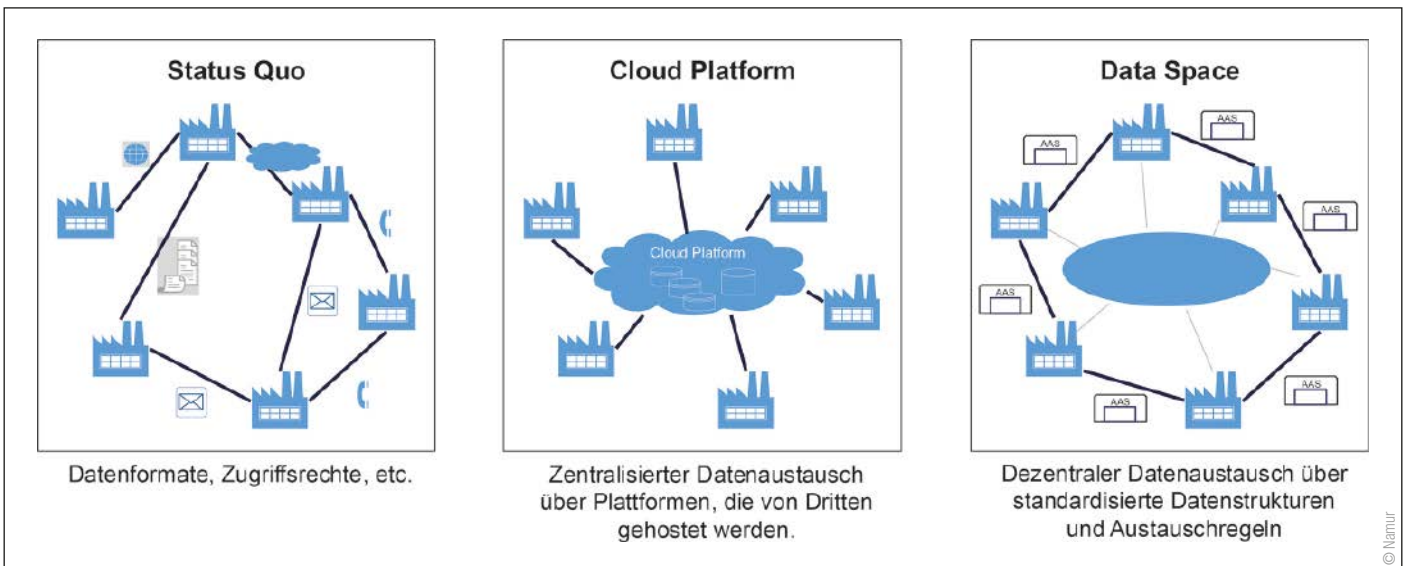 Status Quo
Datenformate, Zugriffsrechte, etc.
Cloud Platform
Cloud Platform
Zentralisierter Datenaustausch
über Plattformen, die von Dritten
gehostet werden.
Data Space
AAS
AAS
AAS
AAS
AAS
AAS
Dezentraler Datenaustausch über
standardisierte Datenstrukturen
und Austauschregeln
© Namur